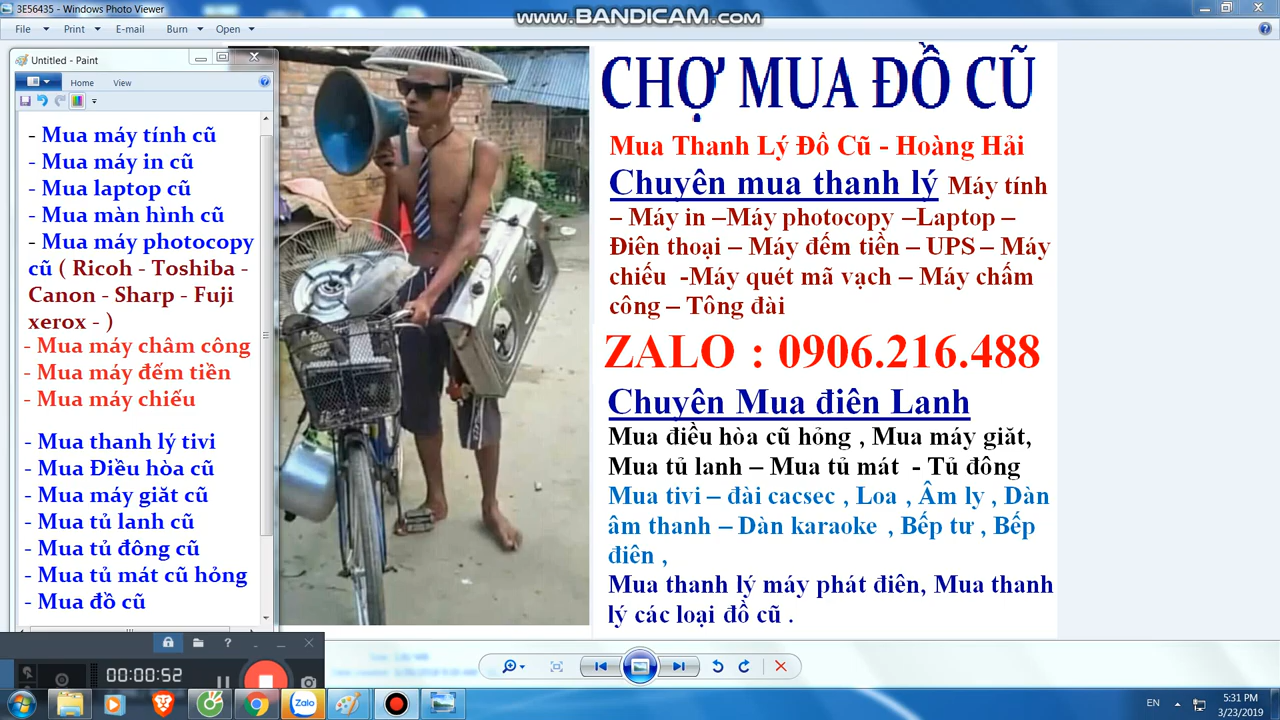 3E56435 - Windows Photo Viewer
www.BANDICAM.com
File Print E-mail Burn Open
Untitled - Paint
Home View
- Mua máy tính cũ
- Mua máy in cũ
- Mua laptop cũ
- Mua màn hình cũ
- Mua máy photocopy
cũ ( Ricoh - Toshiba -
Canon - Sharp - Fuji
xerox - )
- Mua máy châm công
- Mua máy đếm tiền
- Mua máy chiếu
- Mua thanh lý tivi
- Mua Điều hòa cũ
- Mua máy giăt cũ
- Mua tủ lanh cũ
- Mua tủ đông cũ
- Mua tủ mát cũ hỏng
- Mua đồ cũ
CHỢ MUA ĐỒ CŨ
Mua Thanh Lý Đồ Cũ - Hoàng Hải
Chuyên mua thanh lý Máy tính
– Máy in –Máy photocopy –Laptop –
Điên thoại – Máy đếm tiền – UPS – Máy
chiếu -Máy quét mã vạch – Máy chấm
công – Tông đài
ZALO : 0906.216.488
Chuyên Mua điên Lanh
Mua điều hòa cũ hỏng , Mua máy giăt,
Mua tủ lanh – Mua tủ mát - Tủ đông
Mua tivi – đài cacsec , Loa , Âm ly , Dàn
âm thanh – Dàn karaoke , Bếp tư , Bếp
điên ,
Mua thanh lý máy phát điên, Mua thanh
lý các loại đồ cũ .
00:00:52
Zalo
EN
5:31 PM
3/23/2019